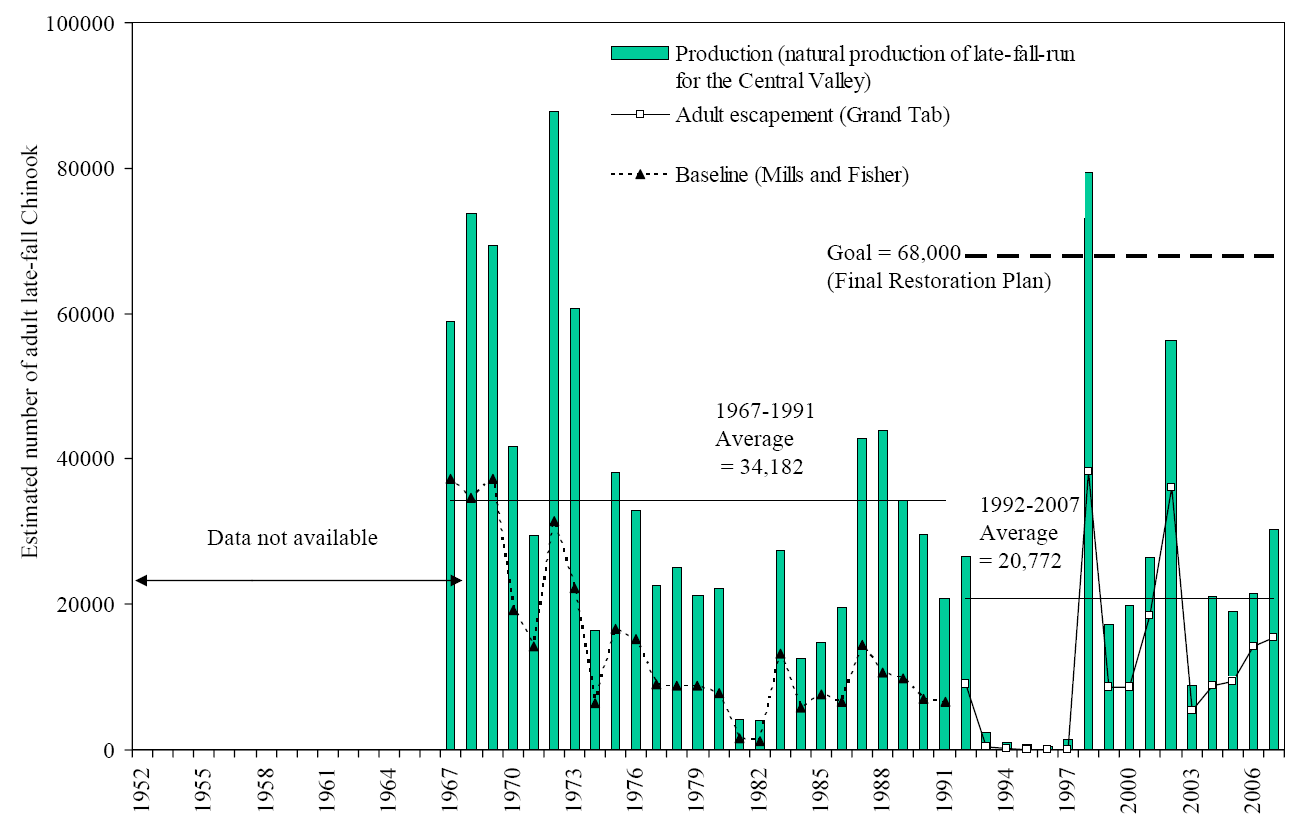 Estimated number of adult late-fall Chinook
100000
80000
60000
40000
20000
0
Production (natural production of late-fall-run
for the Central Valley)
Adult escapement (Grand Tab)
Baseline (Mills and Fisher)
Goal = 68,000
(Final Restoration Plan)
1967-1991
Average
= 34,182
1992-2007
Average
= 20,772
Data not available
1952
1955
1958
1961
1964
1967
1970
1973
1976
1979
1982
1985
1988
1991
1994
1997
2000
2003
2006